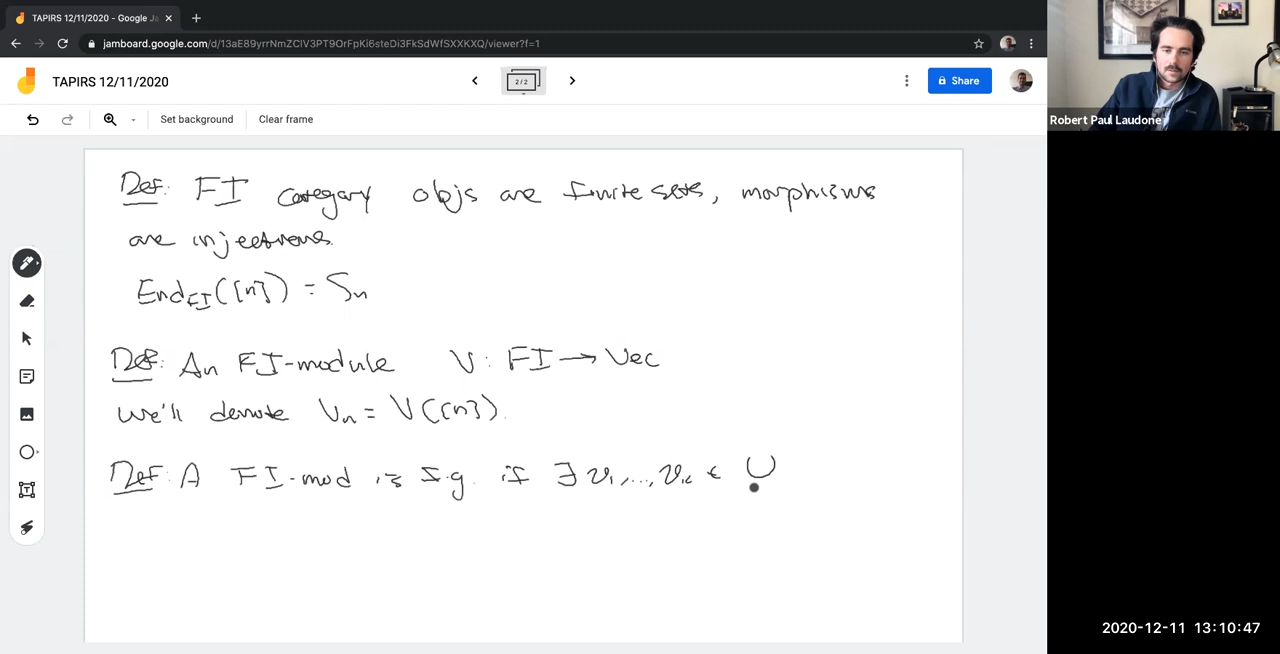 TAPIRS 12/11/2020 - Google Ja
jamboard.google.com/d/13aE89yrrNmZCIV3PT9OrFpKi6steDi3FkSdWfSXXKXQ/viewer?f=1
TAPIRS 12/11/2020
2/2
Share
Set background
Clear frame
Robert Paul Laudone
Def: FI category objs are finite sets, morphisms
are injections.
End_FI([n]) = S_n
Def: An FI-module V: FI → Vec
We'll denote V_n = V([n]).
Def: A FI-mod is f.g. if ∃ v_1,...,v_k ∈ ∪
2020-12-11 13:10:47